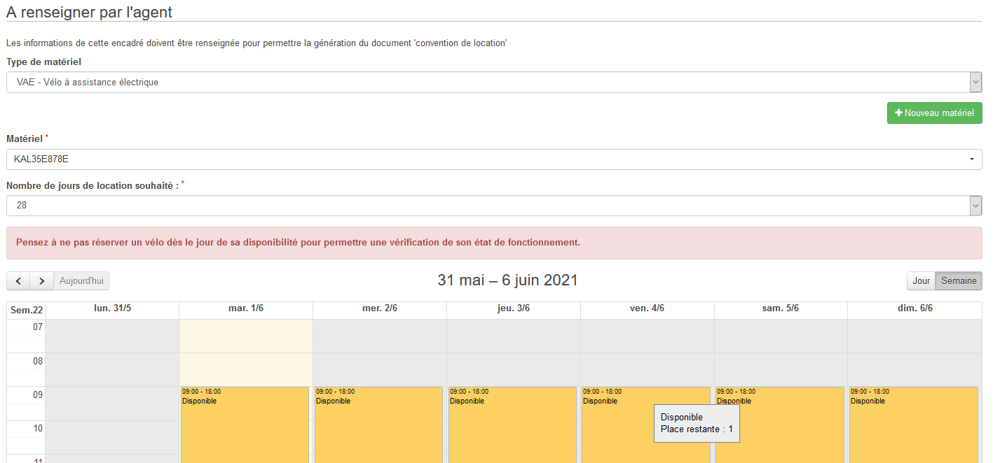 A renseigner par l'agent
Les informations de cette encadré doivent être renseignée pour permettre la génération du document 'convention de location'
Type de matériel
VAE - Vélo à assistance électrique
Nouveau matériel
Matériel *
KAL35E878E
Nombre de jours de location souhaité : *
28
Pensez à ne pas réserver un vélo dès le jour de sa disponibilité pour permettre une vérification de son état de fonctionnement.
Aujourd'hui 31 mai – 6 juin 2021 Jour Semaine
Sem.22 lun. 31/5 mar. 1/6 mer. 2/6 jeu. 3/6 ven. 4/6 sam. 5/6 dim. 6/6
07
08
09:00 - 18:00 09:00 - 18:00 09:00 - 18:00 09:00 - 18:00 09:00 - 18:00 09:00 - 18:00
09 Disponible Disponible Disponible Disponible Disponible Disponible
Disponible
Place restante : 1
10
11